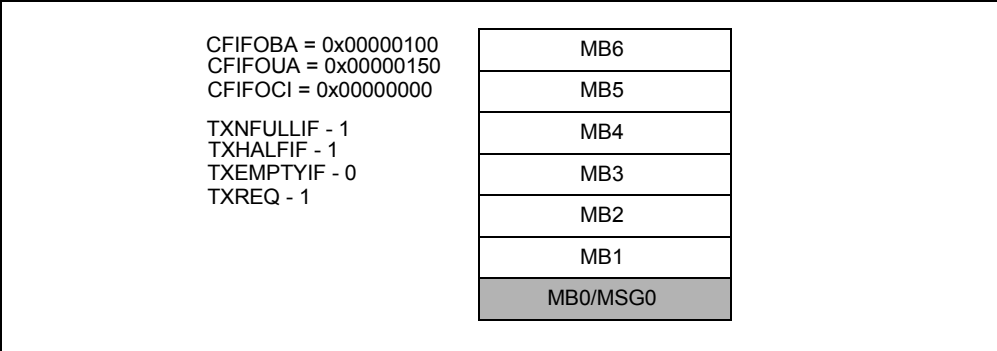 CFIFOBA = 0x00000100
CFIFOUA = 0x00000150
CFIFOCI = 0x00000000
TXNFULLIF - 1
TXHALFIF - 1
TXEMPTYIF - 0
TXREQ - 1
MB6
MB5
MB4
MB3
MB2
MB1
MB0/MSG0